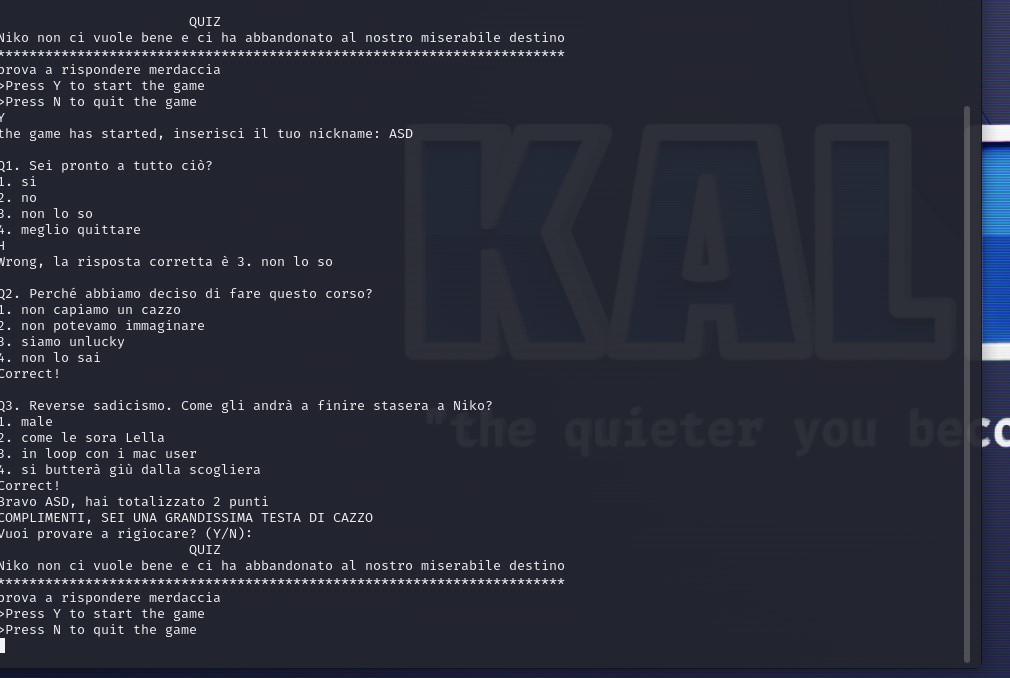 QUIZ
Niko non ci vuole bene e ci ha abbandonato al nostro miserabile destino
***********************************************************************
prova a rispondere merdaccia
>Press Y to start the game
>Press N to quit the game
Y
the game has started, inserisci il tuo nickname: ASD
Q1. Sei pronto a tutto ciò?
1. si
2. no
3. non lo so
4. meglio quittare
H
Wrong, la risposta corretta è 3. non lo so
Q2. Perché abbiamo deciso di fare questo corso?
1. non capiamo un cazzo
2. non potevamo immaginare
3. siamo unlucky
4. non lo sai
Correct!
Q3. Reverse sadicismo. Come gli andrà a finire stasera a Niko?
1. male
2. come le sora Lella
3. in loop con i mac user
4. si butterà giù dalla scogliera
Correct!
Bravo ASD, hai totalizzato 2 punti
COMPLIMENTI, SEI UNA GRANDISSIMA TESTA DI CAZZO
Vuoi provare a rigiocare? (Y/N):
QUIZ
Niko non ci vuole bene e ci ha abbandonato al nostro miserabile destino
***********************************************************************
prova a rispondere merdaccia
>Press Y to start the game
>Press N to quit the game
KAL
"the quieter you beco